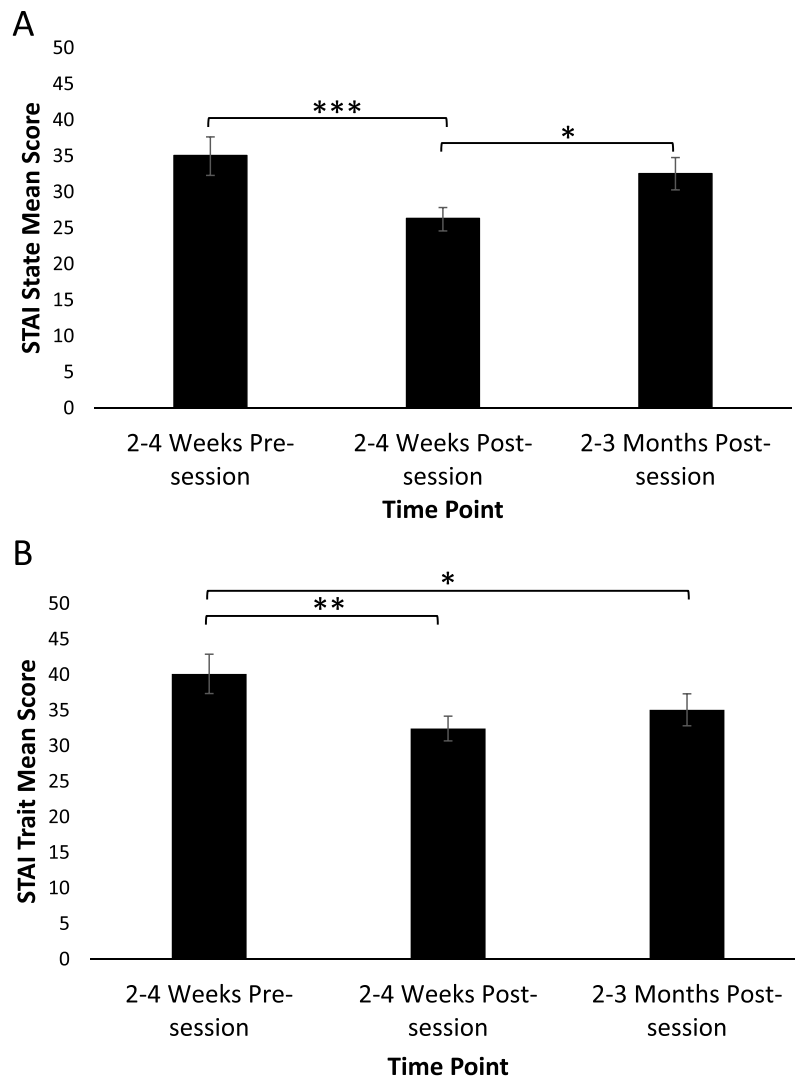 A
50
45
40
35
30
25
20
15
10
5
0
STAI State Mean Score
***
*
2-4 Weeks Pre-
session
2-4 Weeks Post-
session
2-3 Months Post-
session
Time Point
B
50
45
40
35
30
25
20
15
10
5
0
STAI Trait Mean Score
*
**
2-4 Weeks Pre-
session
2-4 Weeks Post-
session
2-3 Months Post-
session
Time Point